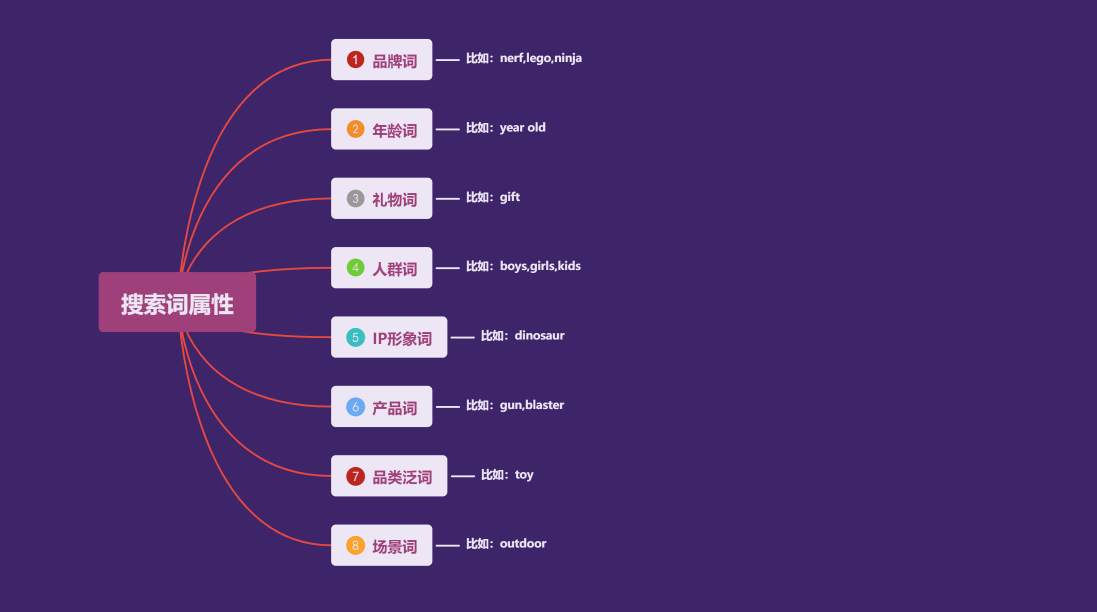 搜索词属性
1 品牌词 比如：nerf,lego,ninja
2 年龄词 比如：year old
3 礼物词 比如：gift
4 人群词 比如：boys,girls,kids
5 IP形象词 比如：dinosaur
6 产品词 比如：gun,blaster
7 品类泛词 比如：toy
8 场景词 比如：outdoor